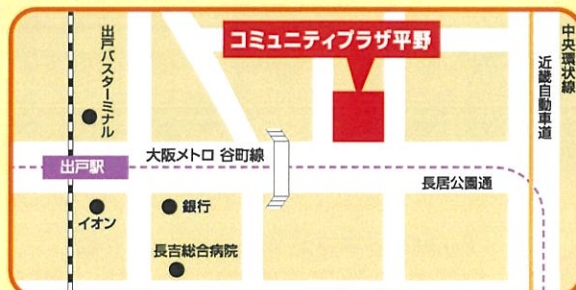 コミュニティプラザ平野
出戸バスターミナル
中央環状線
近畿自動車道
大阪メトロ 谷町線
出戸駅
長居公園通
イオン
銀行
長吉総合病院